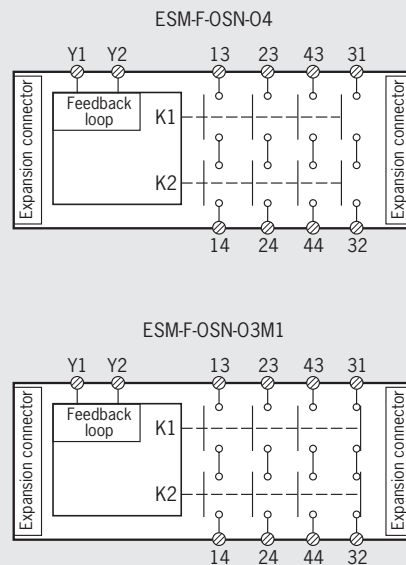 ESM-F-OSN-O4
Y1 Y2 13 23 43 31
Expansion connector
Feedback
loop
K1
K2
Expansion connector
14 24 44 32
ESM-F-OSN-O3M1
Y1 Y2 13 23 43 31
Expansion connector
Feedback
loop
K1
K2
Expansion connector
14 24 44 32